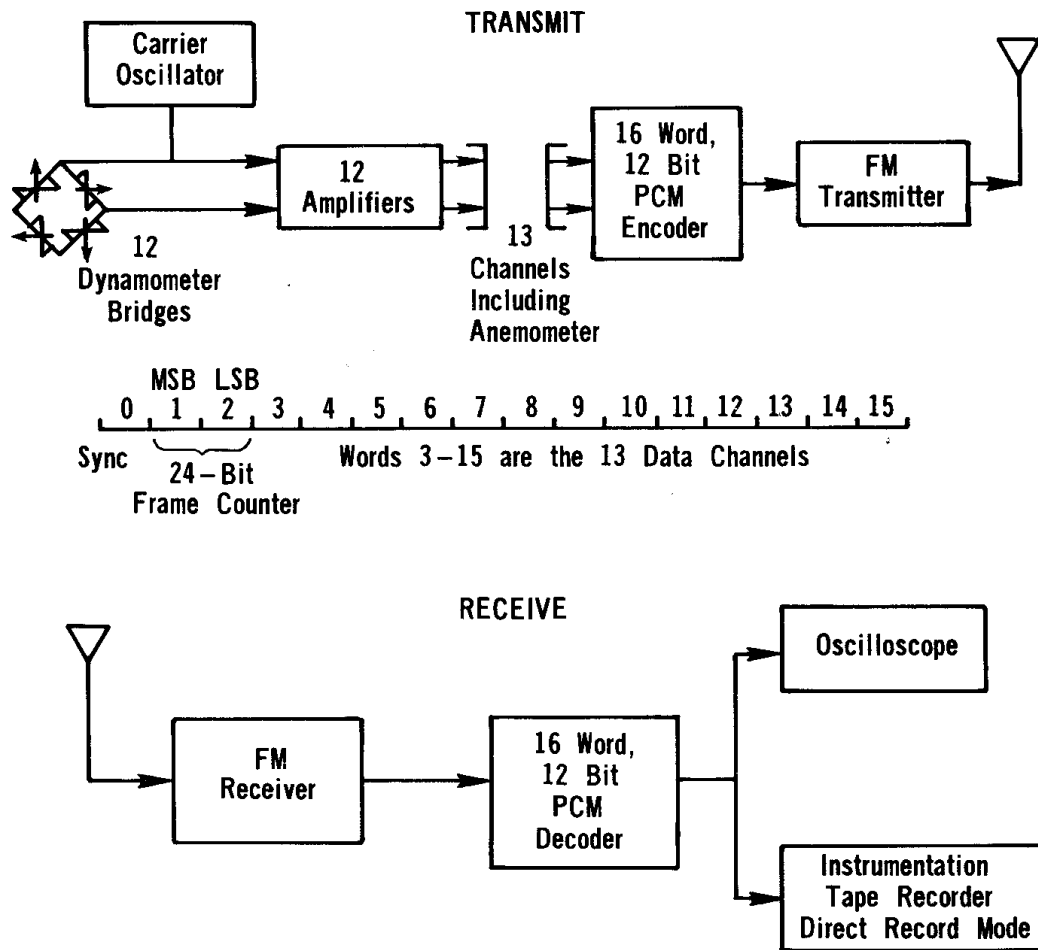 TRANSMIT
Carrier
Oscillator
12
Dynamometer
Bridges
12
Amplifiers
13
Channels
Including
Anemometer
16 Word,
12 Bit
PCM
Encoder
FM
Transmitter
MSB LSB
0 1 2 3 4 5 6 7 8 9 10 11 12 13 14 15
Sync
24-Bit
Frame Counter
Words 3-15 are the 13 Data Channels
RECEIVE
FM
Receiver
16 Word,
12 Bit
PCM
Decoder
Oscilloscope
Instrumentation
Tape Recorder
Direct Record Mode